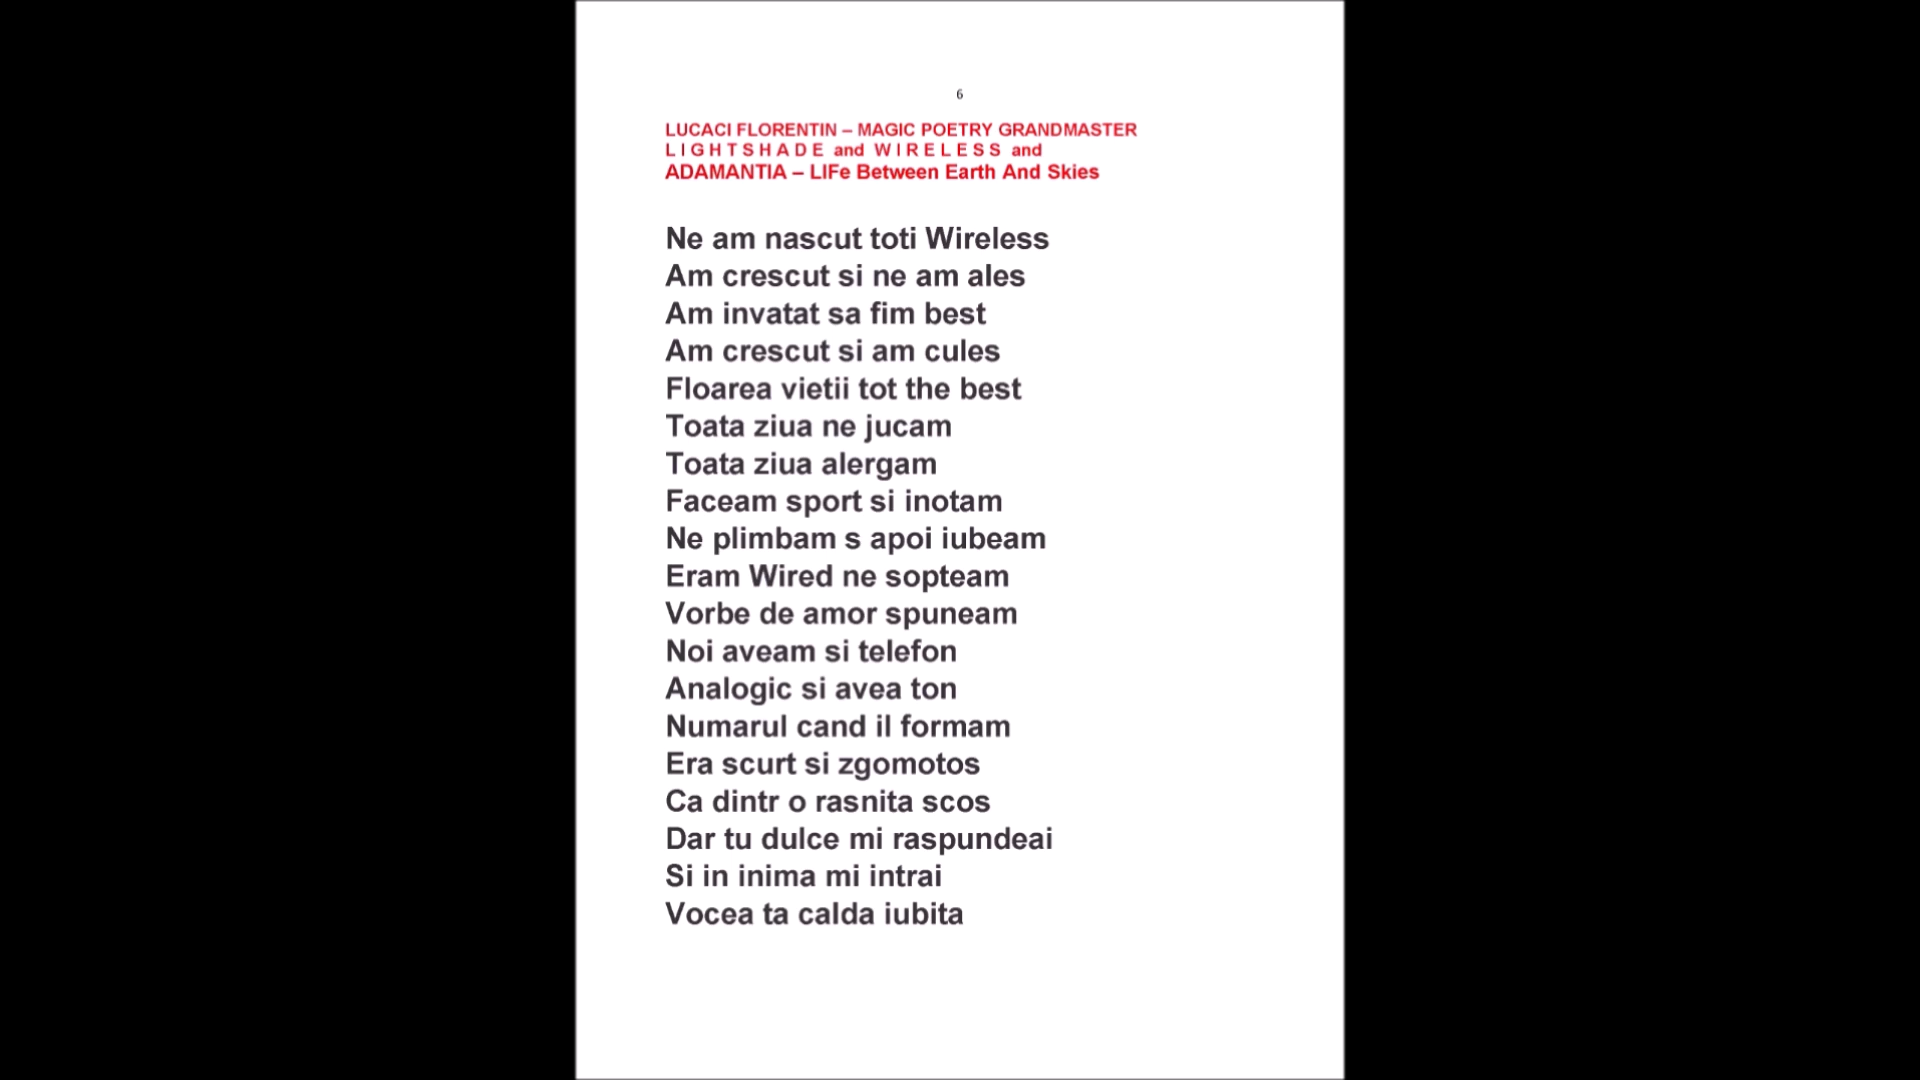 6
LUCACI FLORENTIN – MAGIC POETRY GRANDMASTER
L I G H T S H A D E and W I R E L E S S and
ADAMANTIA – LIFe Between Earth And Skies
Ne am nascut toti Wireless
Am crescut si ne am ales
Am invatat sa fim best
Am crescut si am cules
Floarea vietii tot the best
Toata ziua ne jucam
Toata ziua alergam
Faceam sport si inotam
Ne plimbam s apoi iubeam
Eram Wired ne sopteam
Vorbe de amor spuneam
Noi aveam si telefon
Analogic si avea ton
Numarul cand il formam
Era scurt si zgomotos
Ca dintr o rasnita scos
Dar tu dulce mi raspundeai
Si in inima mi intrai
Vocea ta calda iubita